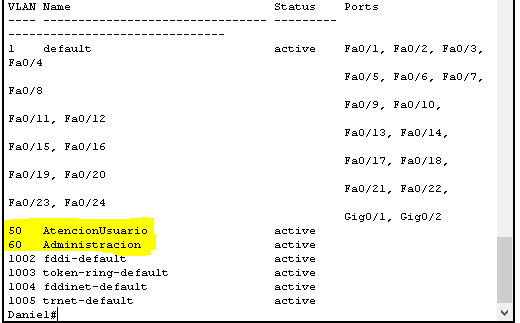 VLAN Name                             Status    Ports
---- -------------------------------- --------- -------------------------------
1    default                          active    Fa0/1, Fa0/2, Fa0/3,
Fa0/4
                                                Fa0/5, Fa0/6, Fa0/7,
Fa0/8
                                                Fa0/9, Fa0/10,
Fa0/11, Fa0/12
                                                Fa0/13, Fa0/14,
Fa0/15, Fa0/16
                                                Fa0/17, Fa0/18,
Fa0/19, Fa0/20
                                                Fa0/21, Fa0/22,
Fa0/23, Fa0/24
                                                Gig0/1, Gig0/2
50   AtencionUsuario                  active
60   Administracion                   active
1002 fddi-default                     active
1003 token-ring-default               active
1004 fddinet-default                  active
1005 trnet-default                    active
Daniel#